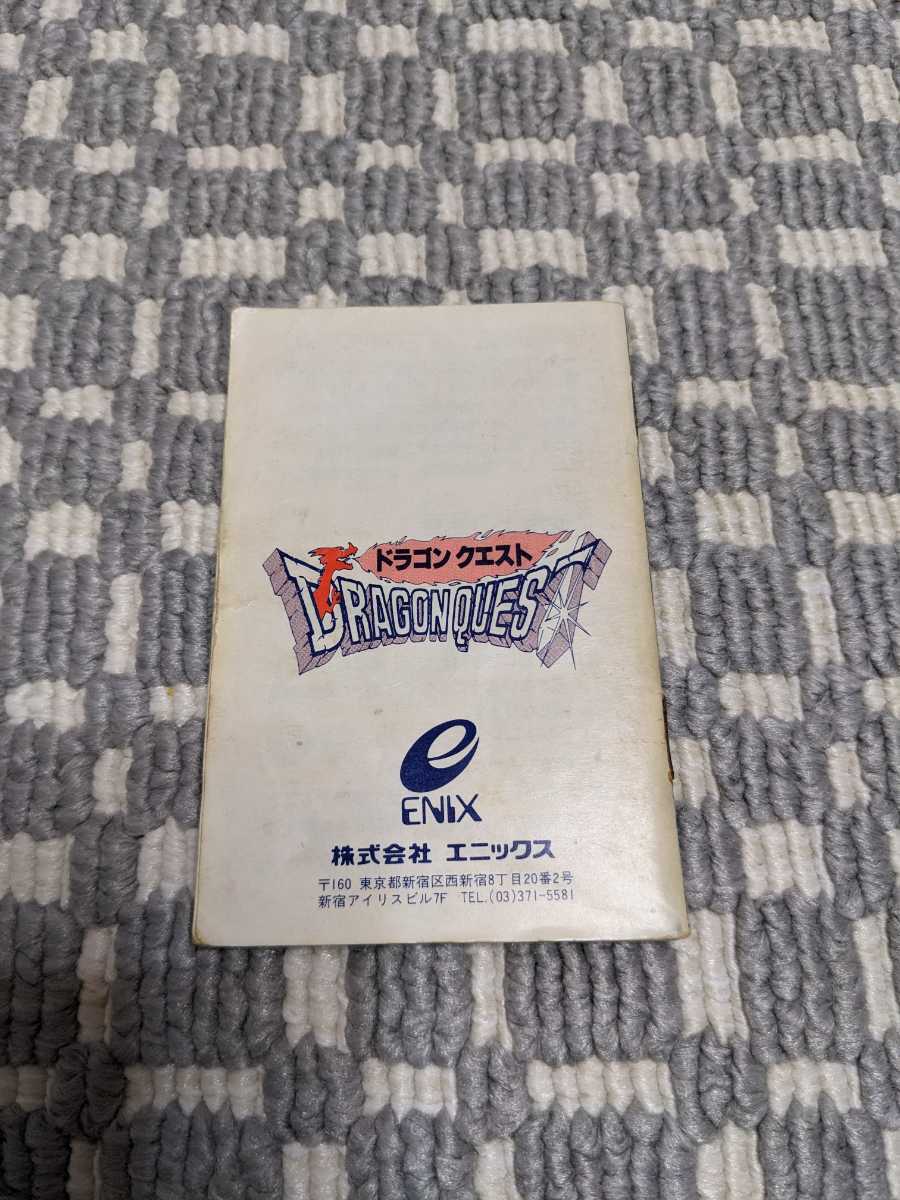 ドラゴン クエスト
DRAGON QUEST
e
ENIX
株式会社 エニックス
〒160 東京都新宿区西新宿8丁目20番2号
新宿アイリスビル7F TEL.(03)371-5581